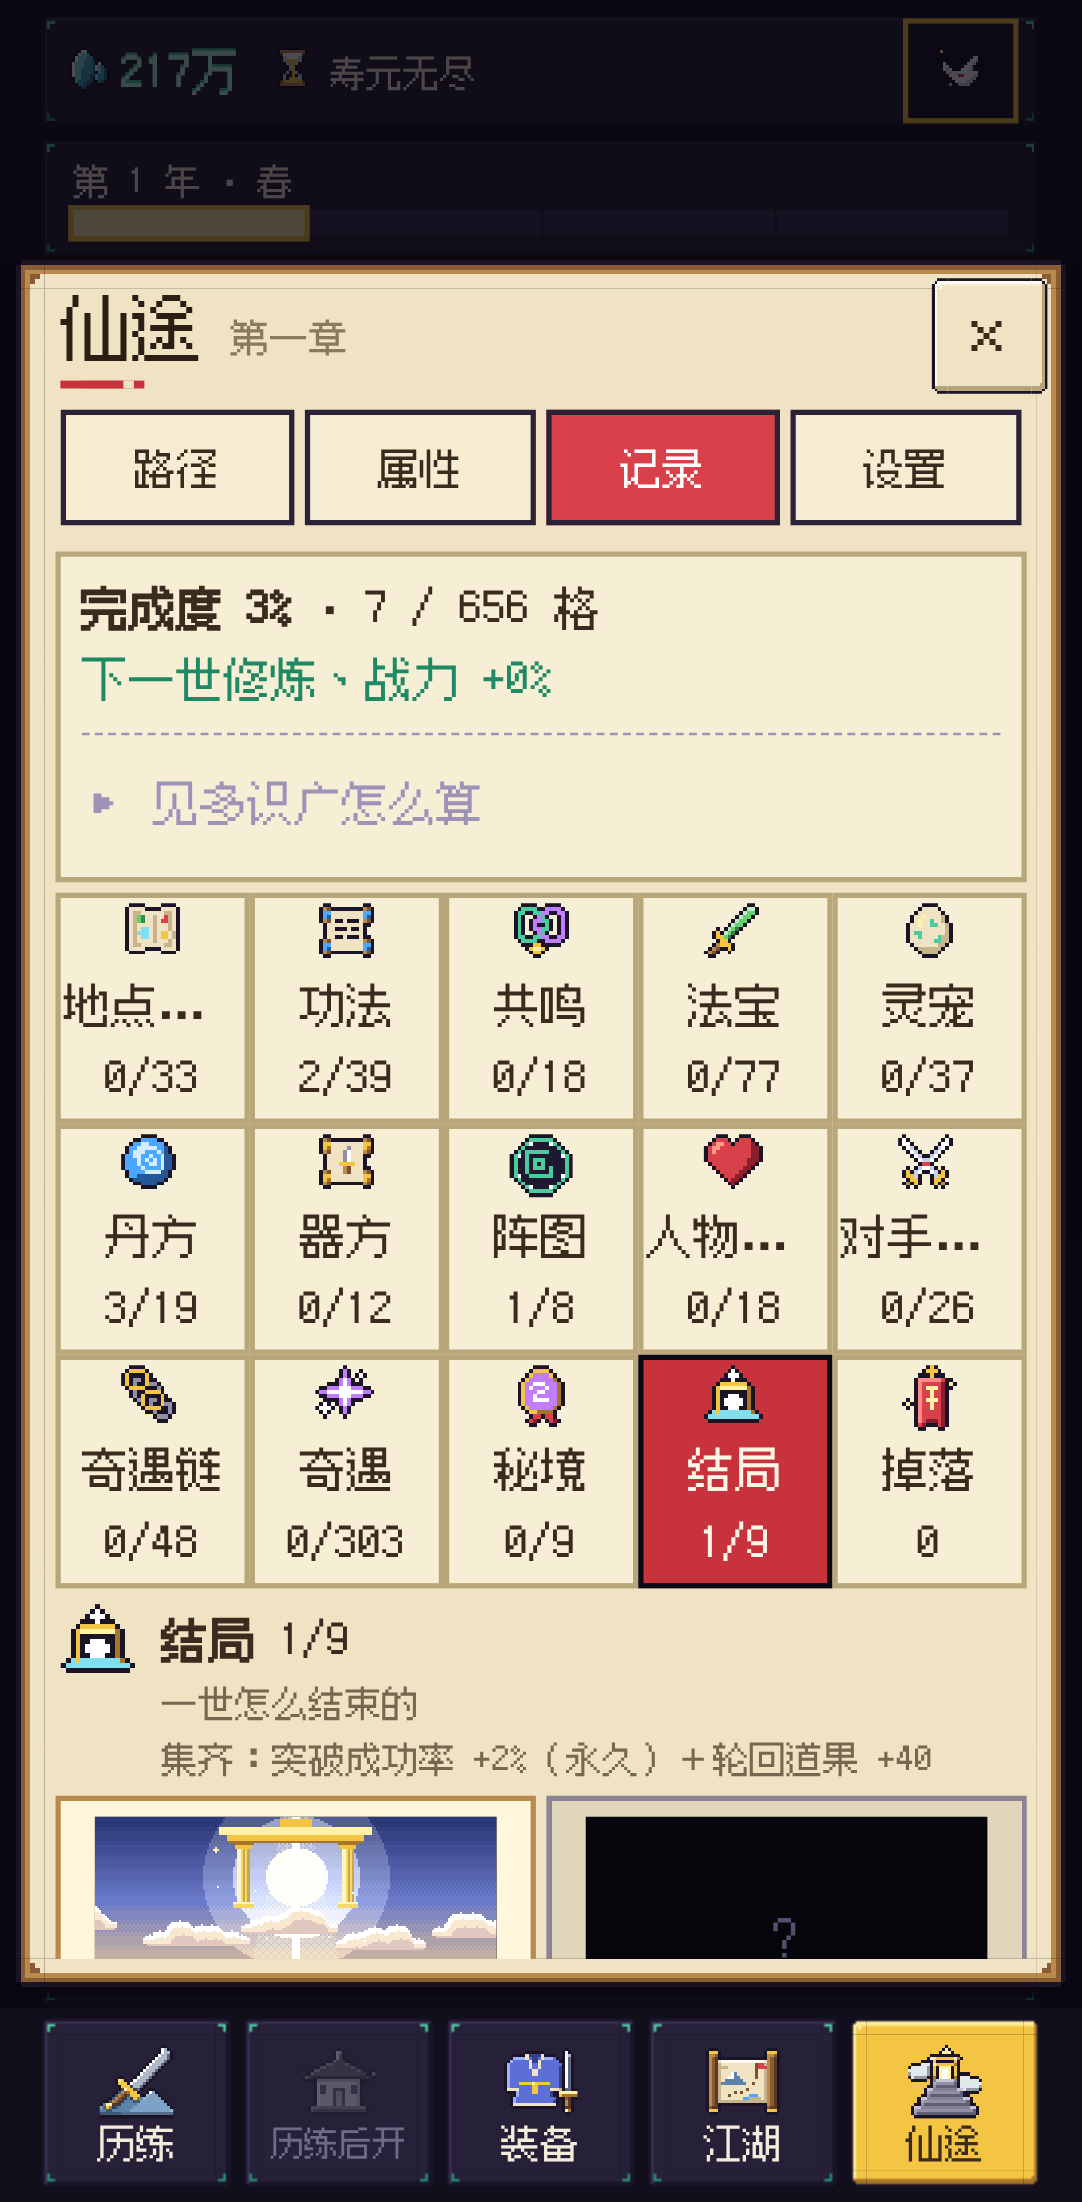 217万 寿元无尽
第 1 年 · 春
仙途 第一章
×
路径 属性 记录 设置
完成度 3% · 7 / 656 格
下一世修炼、战力 +0%
▶ 见多识广怎么算
地点... 功法 共鸣 法宝 灵宠
0/33 2/39 0/18 0/77 0/37
丹方 器方 阵图 人物... 对手...
3/19 0/12 1/8 0/18 0/26
奇遇链 奇遇 秘境 结局 掉落
0/48 0/303 0/9 1/9 0
结局 1/9
一世怎么结束的
集齐：突破成功率 +2%（永久）＋轮回道果 +40
?
历练 历练后开 装备 江湖 仙途